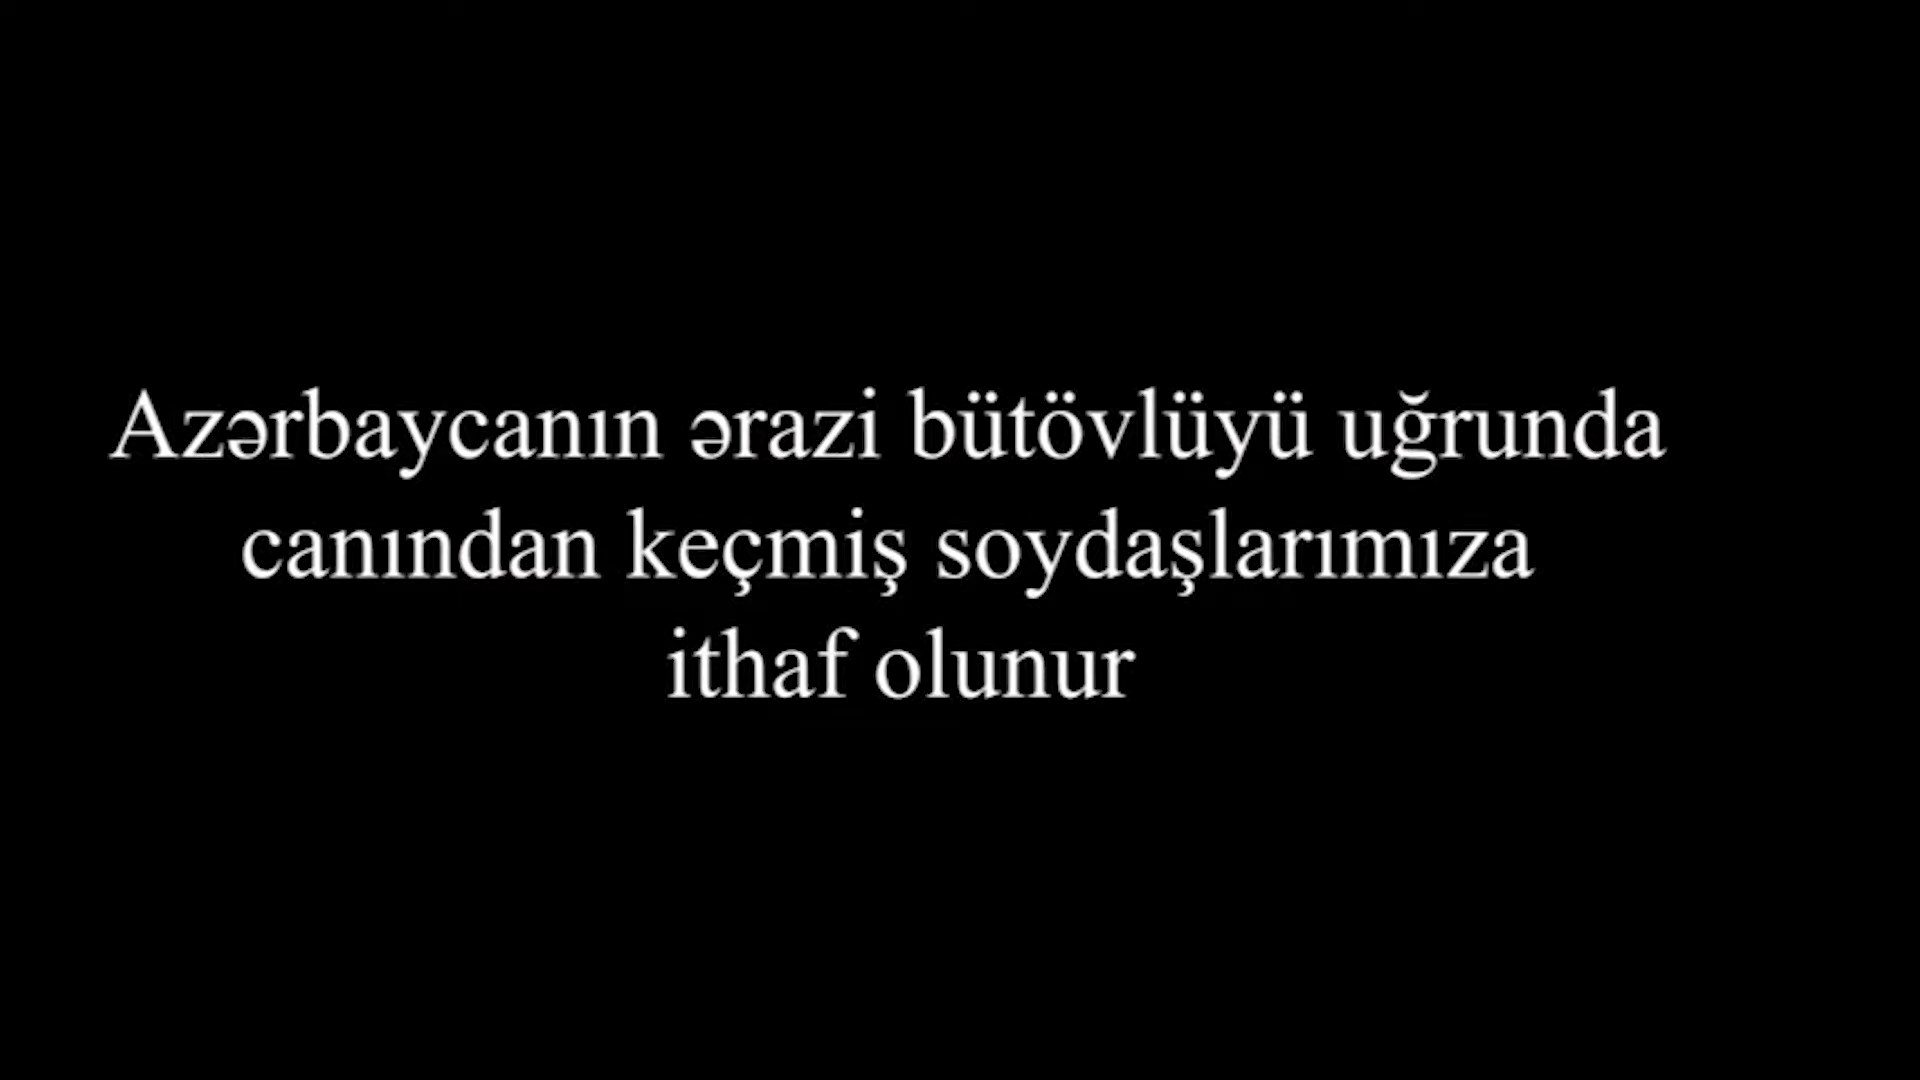 Azərbaycanın ərazi bütövlüyü uğrunda
canından keçmiş soydaşlarımıza
ithaf olunur